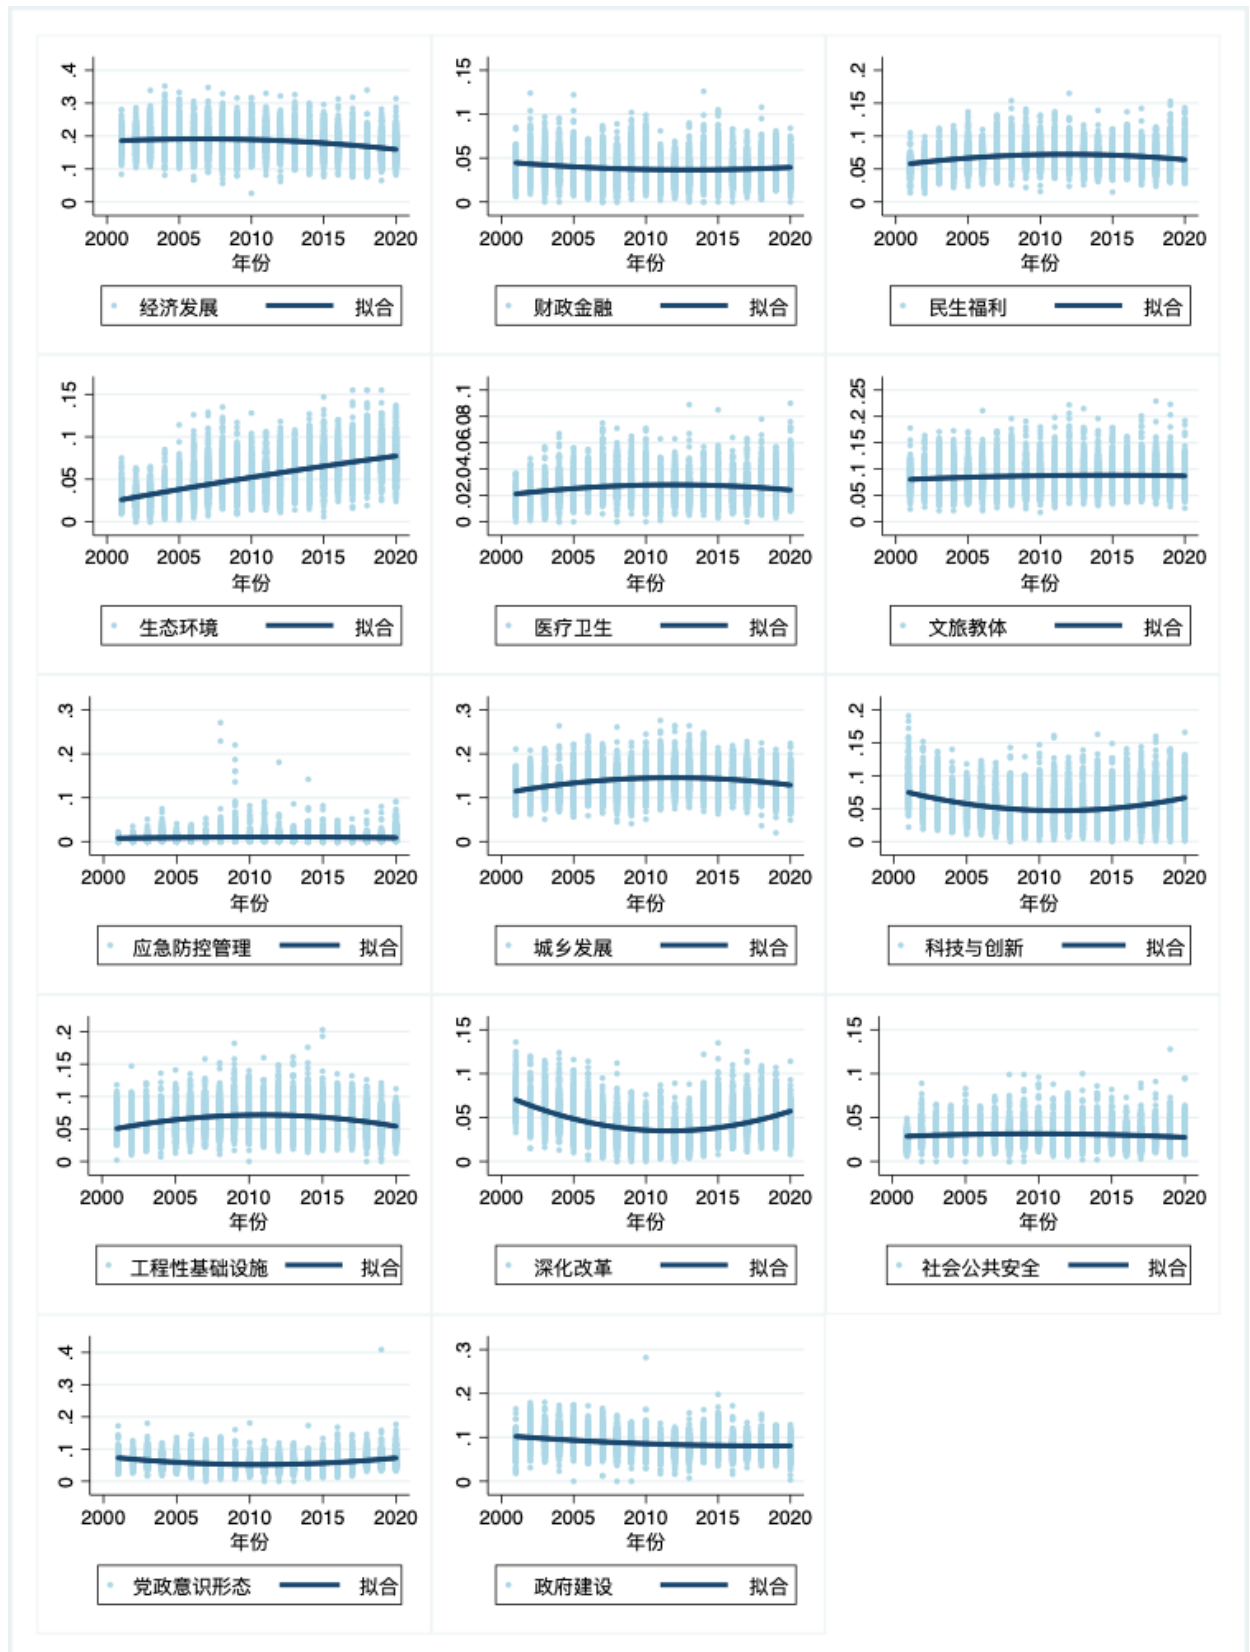 .4
.3
.2
.1
0
2000 2005 2010 2015 2020
年份
经济发展 拟合
.15
.1
.05
0
2000 2005 2010 2015 2020
年份
财政金融 拟合
.2
.15
.1
.05
0
2000 2005 2010 2015 2020
年份
民生福利 拟合
.15
.1
.05
0
2000 2005 2010 2015 2020
年份
生态环境 拟合
.1
.08
.06
.04
.02
0
2000 2005 2010 2015 2020
年份
医疗卫生 拟合
.25
.2
.15
.1
.05
0
2000 2005 2010 2015 2020
年份
文旅教体 拟合
.3
.2
.1
0
2000 2005 2010 2015 2020
年份
应急防控管理 拟合
.3
.2
.1
0
2000 2005 2010 2015 2020
年份
城乡发展 拟合
.2
.15
.1
.05
0
2000 2005 2010 2015 2020
年份
科技与创新 拟合
.2
.15
.1
.05
0
2000 2005 2010 2015 2020
年份
工程性基础设施 拟合
.15
.1
.05
0
2000 2005 2010 2015 2020
年份
深化改革 拟合
.15
.1
.05
0
2000 2005 2010 2015 2020
年份
社会公共安全 拟合
.4
.3
.2
.1
0
2000 2005 2010 2015 2020
年份
党政意识形态 拟合
.3
.2
.1
0
2000 2005 2010 2015 2020
年份
政府建设 拟合